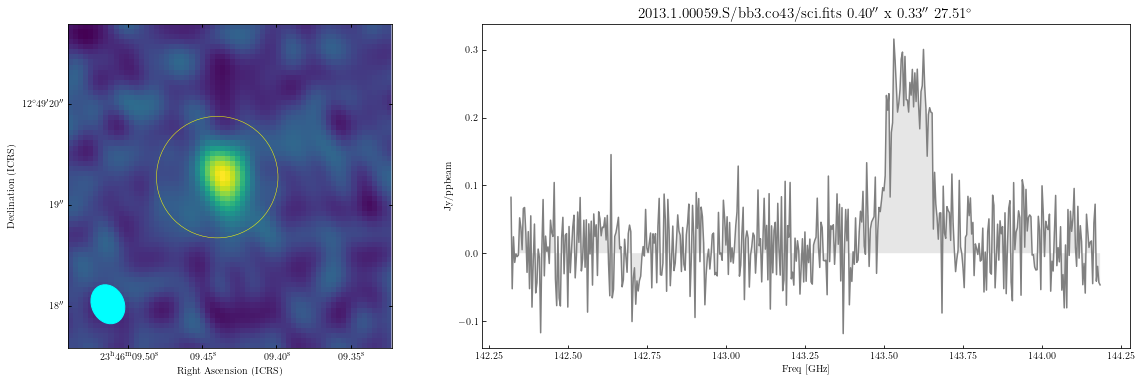 2013.1.00059.S/bb3.co43/sci.fits 0.40″ x 0.33″ 27.51°
12°49′20″
19″
18″
Declination (ICRS)
23ʰ46ᵐ09.50ˢ
09.45ˢ
09.40ˢ
09.35ˢ
Right Ascension (ICRS)
0.3
0.2
0.1
0.0
−0.1
Jy/ppbeam
142.25
142.50
142.75
143.00
143.25
143.50
143.75
144.00
144.25
Freq [GHz]